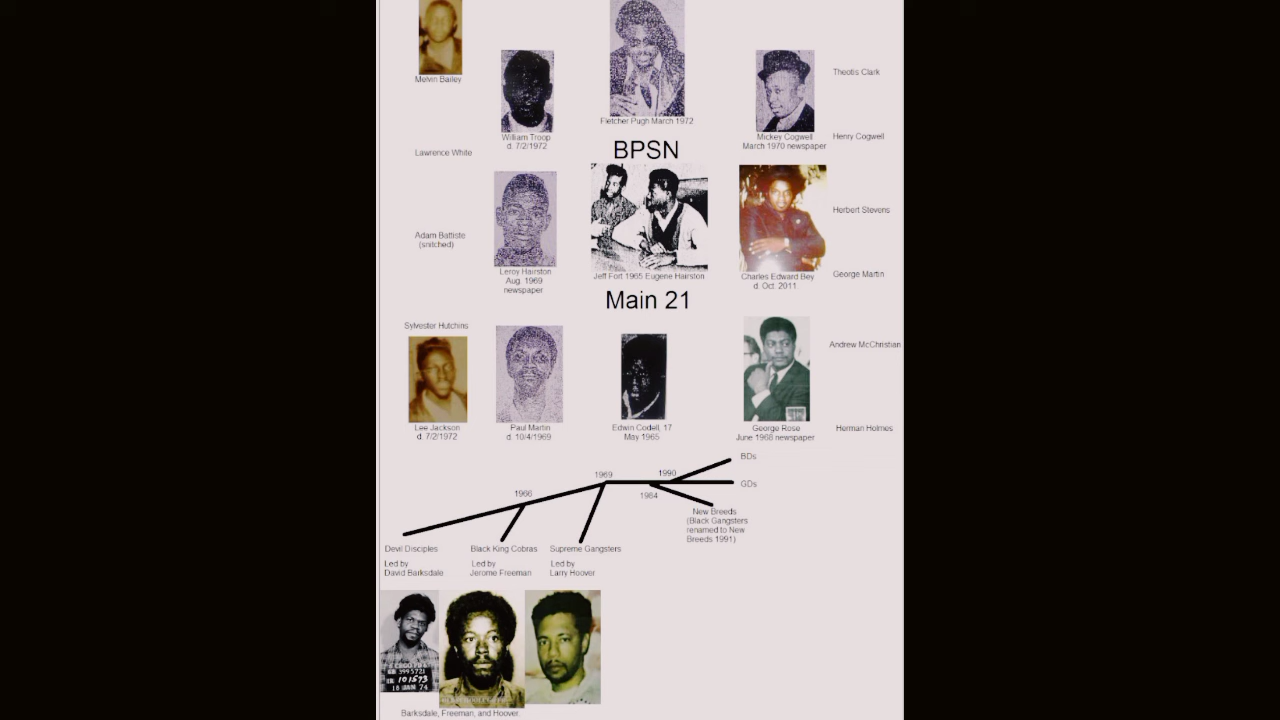 Melvin Bailey
Theotis Clark
Fletcher Pugh March 1972
William Troop
d. 7/2/1972
Mickey Cogwell
March 1970 newspaper
Henry Cogwell
BPSN
Lawrence White
Herbert Stevens
Adam Battiste
(snitched)
Leroy Hairston
Aug. 1969
newspaper
Jeff Fort 1965 Eugene Hairston
Charles Edward Bey
d. Oct. 2011
George Martin
Main 21
Sylvester Hutchins
Andrew McChristian
Lee Jackson
d. 7/2/1972
Paul Martin
d. 10/4/1969
Edwin Codell, 17
May 1965
George Rose
June 1968 newspaper
Herman Holmes
BDs
1969
1990
GDs
1966
1984
New Breeds
(Black Gangsters
renamed to New
Breeds 1991)
Devil Disciples
Led by
David Barksdale
Black King Cobras
Led by
Jerome Freeman
Supreme Gangsters
Led by
Larry Hoover
101573
18 JAN 74
Barksdale, Freeman, and Hoover.